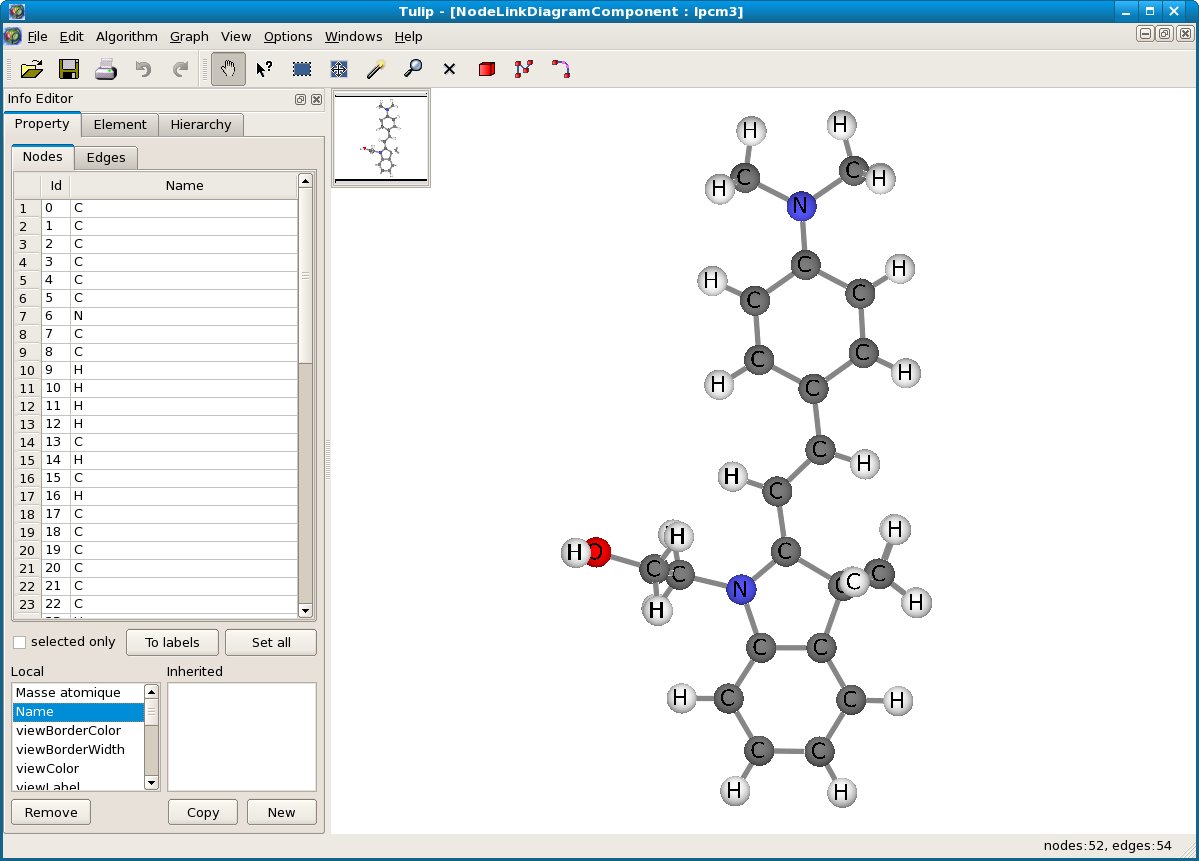 Tulip - [NodeLinkDiagramComponent : lpcm3]
File Edit Algorithm Graph View Options Windows Help
Info Editor
Property Element Hierarchy
Nodes Edges
Id Name
1 0 C
2 1 C
3 2 C
4 3 C
5 4 C
6 5 C
7 6 N
8 7 C
9 8 C
10 9 H
11 10 H
12 11 H
13 12 H
14 13 C
15 14 H
16 15 C
17 16 H
18 17 C
19 18 C
20 19 C
21 20 C
22 21 C
23 22 C
selected only To labels Set all
Local Inherited
Masse atomique
Name
viewBorderColor
viewBorderWidth
viewColor
viewLabel
Remove Copy New
H H
C C H
H
N
C
H H
C C
C C
H H
C
C H
H C
H H H
H O C C C
C C C
N H
H
C C
H C C H
C C
H H
nodes:52, edges:54